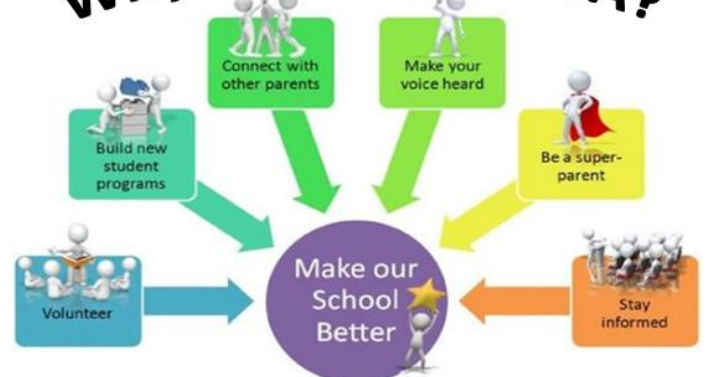 Connect with
other parents
Make your
voice heard
Build new
student
programs
Be a super-
parent
Volunteer
Make our
School
Better
Stay
informed